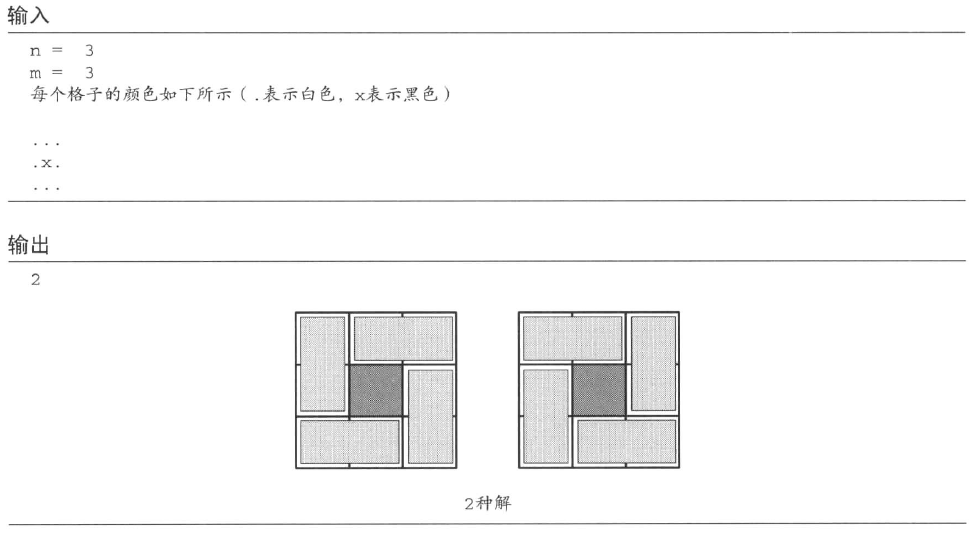 输入
n = 3
m = 3
每个格子的颜色如下所示(.表示白色, x表示黑色)
...
.x.
...
输出
2
2种解